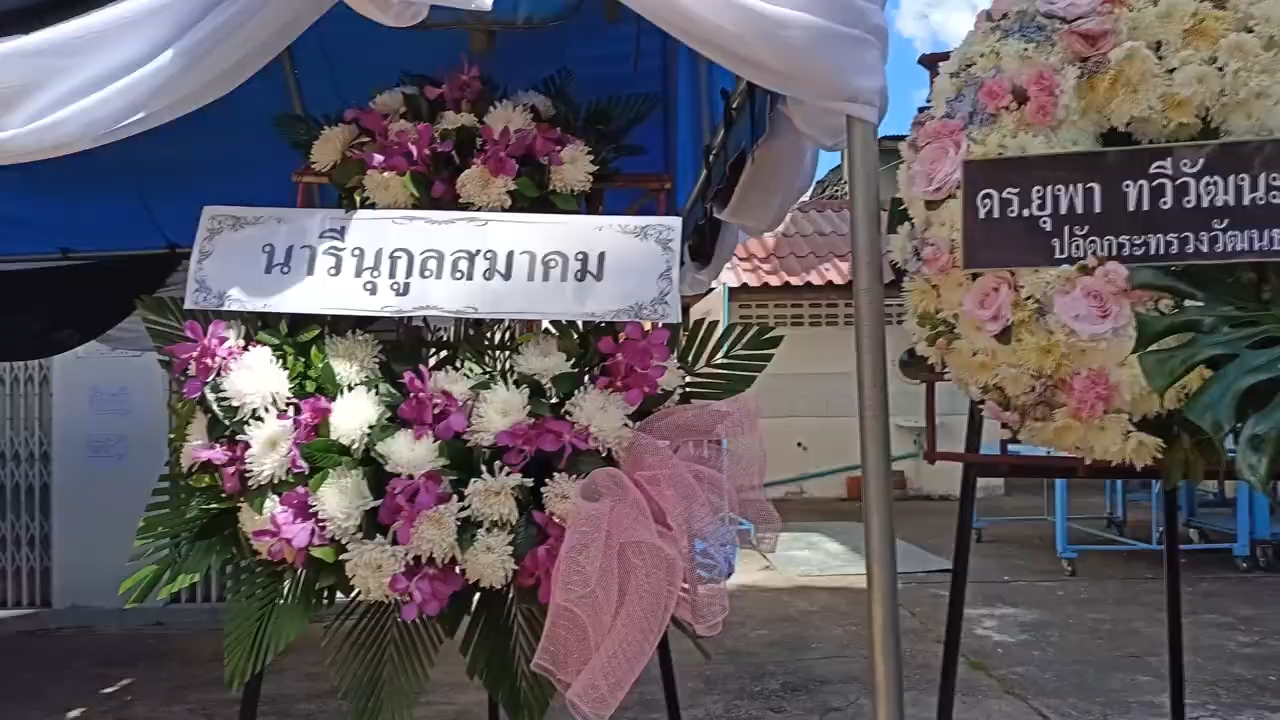 นารีนุกูลสมาคม
ดร.ยุพา ทวีวัฒนะ
ปลัดกระทรวงวัฒนธ